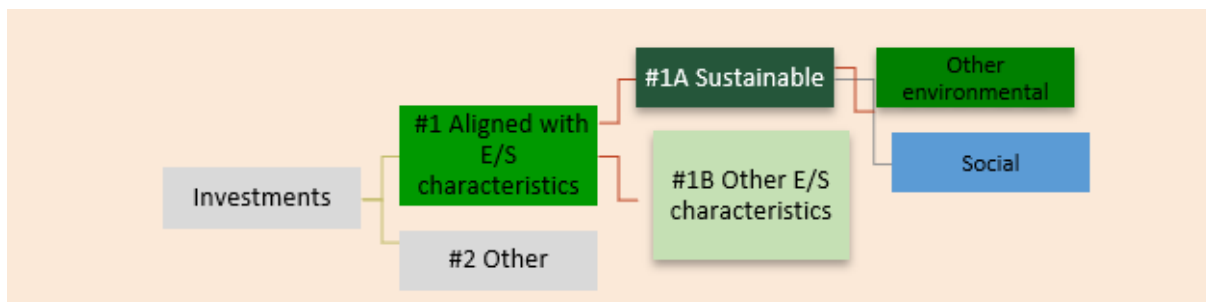 Investments
#1 Aligned with
E/S
characteristics
#2 Other
#1A Sustainable
#1B Other E/S
characteristics
Other
environmental
Social